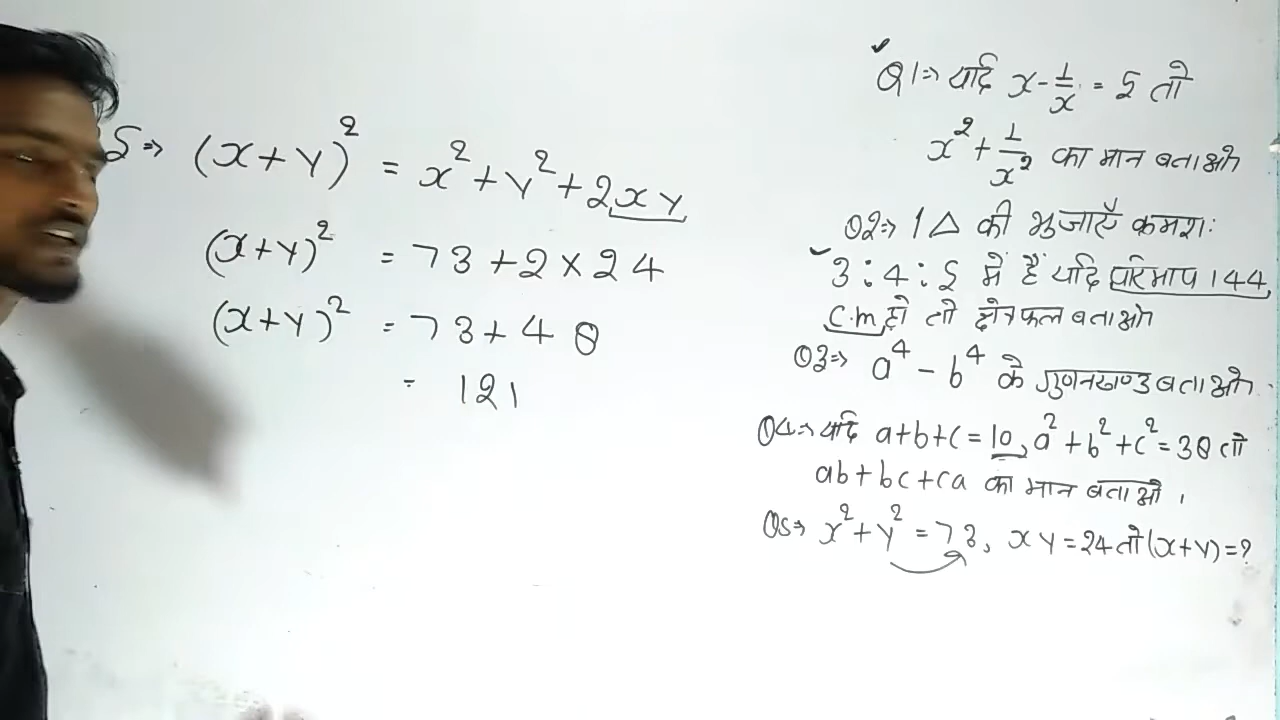 5⇒ (x+y)² = x²+y²+2xy
(x+y)² = 73+2×24
(x+y)² = 73+48
= 121
Q1⇒ यदि x-1/x = 5 तो
x²+1/x² का मान बताओ
Q2⇒ 1△ की भुजाएँ क्रमशः
3:4:5 में हैं यदि परिमाप 144
c.m हो तो क्षेत्रफल बताओ
Q3⇒ a⁴-b⁴ के गुणनखण्ड बताओ।
Q4⇒ यदि a+b+c=10, a²+b²+c²=38 तो
ab+bc+ca का मान बताओ।
Q5⇒ x²+y²=73, xy=24 तो (x+y)=?